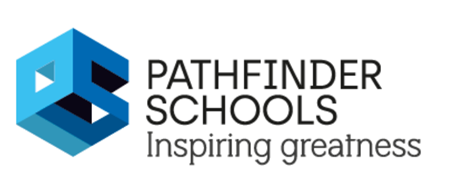 PATHFINDER
SCHOOLS
Inspiring greatness